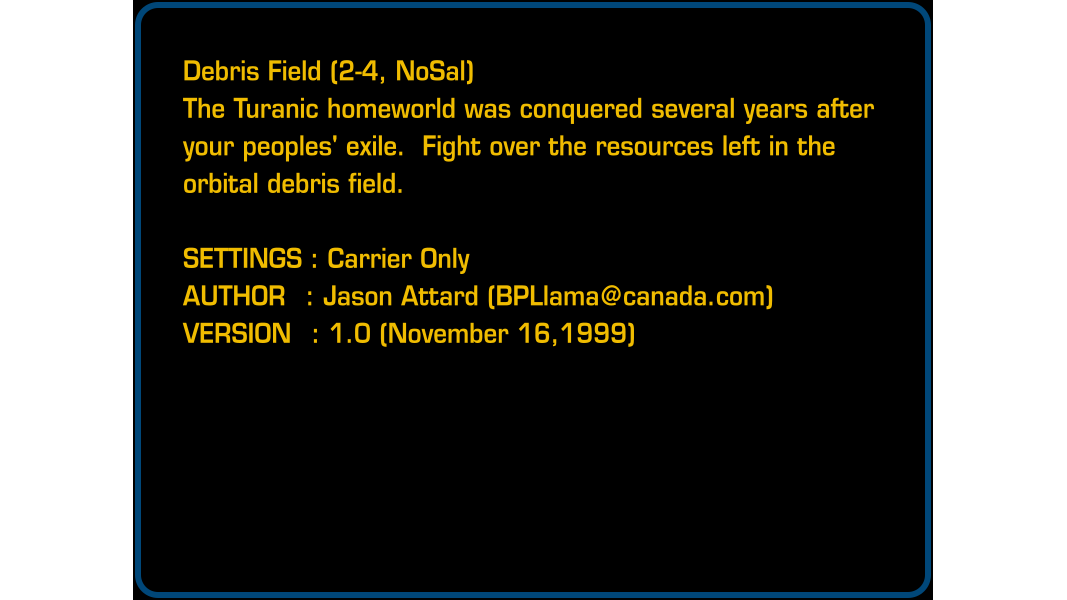 Debris Field (2-4, NoSal)
The Turanic homeworld was conquered several years after
your peoples' exile.  Fight over the resources left in the
orbital debris field.

SETTINGS : Carrier Only
AUTHOR   : Jason Attard (BPLlama@canada.com)
VERSION   : 1.0 (November 16,1999)